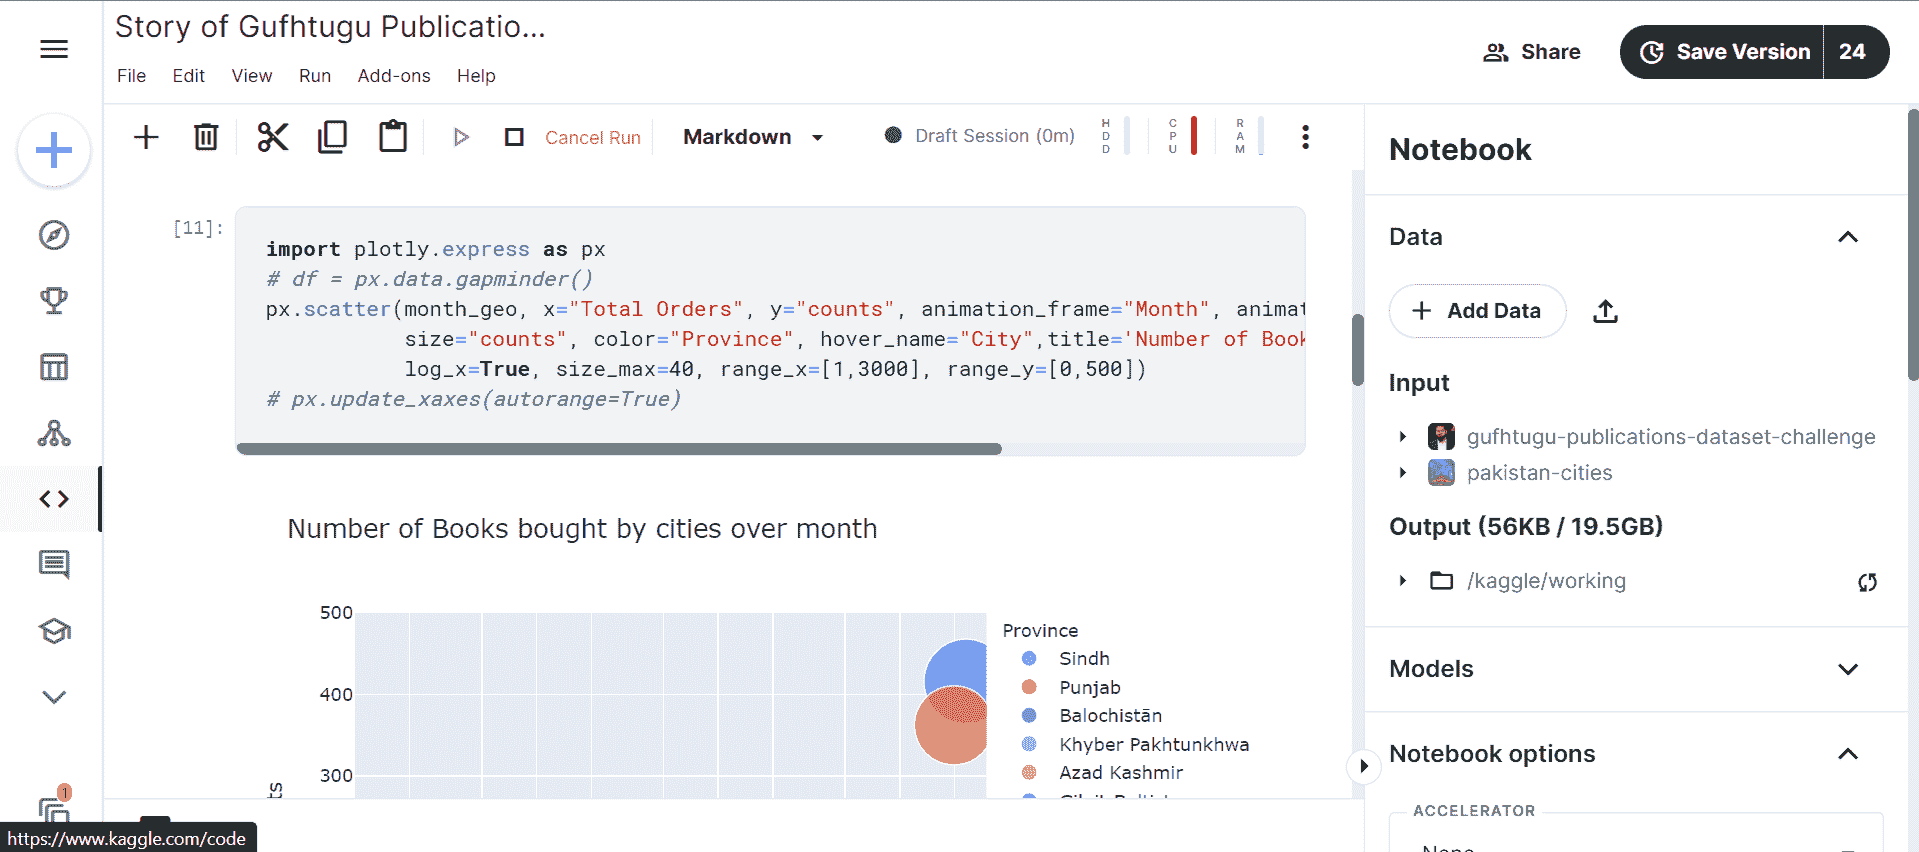 Story of Gufhtugu Publicatio...
File Edit View Run Add-ons Help
Share
Save Version 24
Cancel Run
Markdown
Draft Session (0m)
HDD
CPU
RAM
[11]:
import plotly.express as px
# df = px.data.gapminder()
px.scatter(month_geo, x="Total Orders", y="counts", animation_frame="Month", animat
size="counts", color="Province", hover_name="City",title='Number of Book
log_x=True, size_max=40, range_x=[1,3000], range_y=[0,500])
# px.update_xaxes(autorange=True)
Number of Books bought by cities over month
500
400
300
ts
Province
Sindh
Punjab
Balochistān
Khyber Pakhtunkhwa
Azad Kashmir
Notebook
Data
Add Data
Input
gufhtugu-publications-dataset-challenge
pakistan-cities
Output (56KB / 19.5GB)
/kaggle/working
Models
Notebook options
ACCELERATOR
None
1
https://www.kaggle.com/code